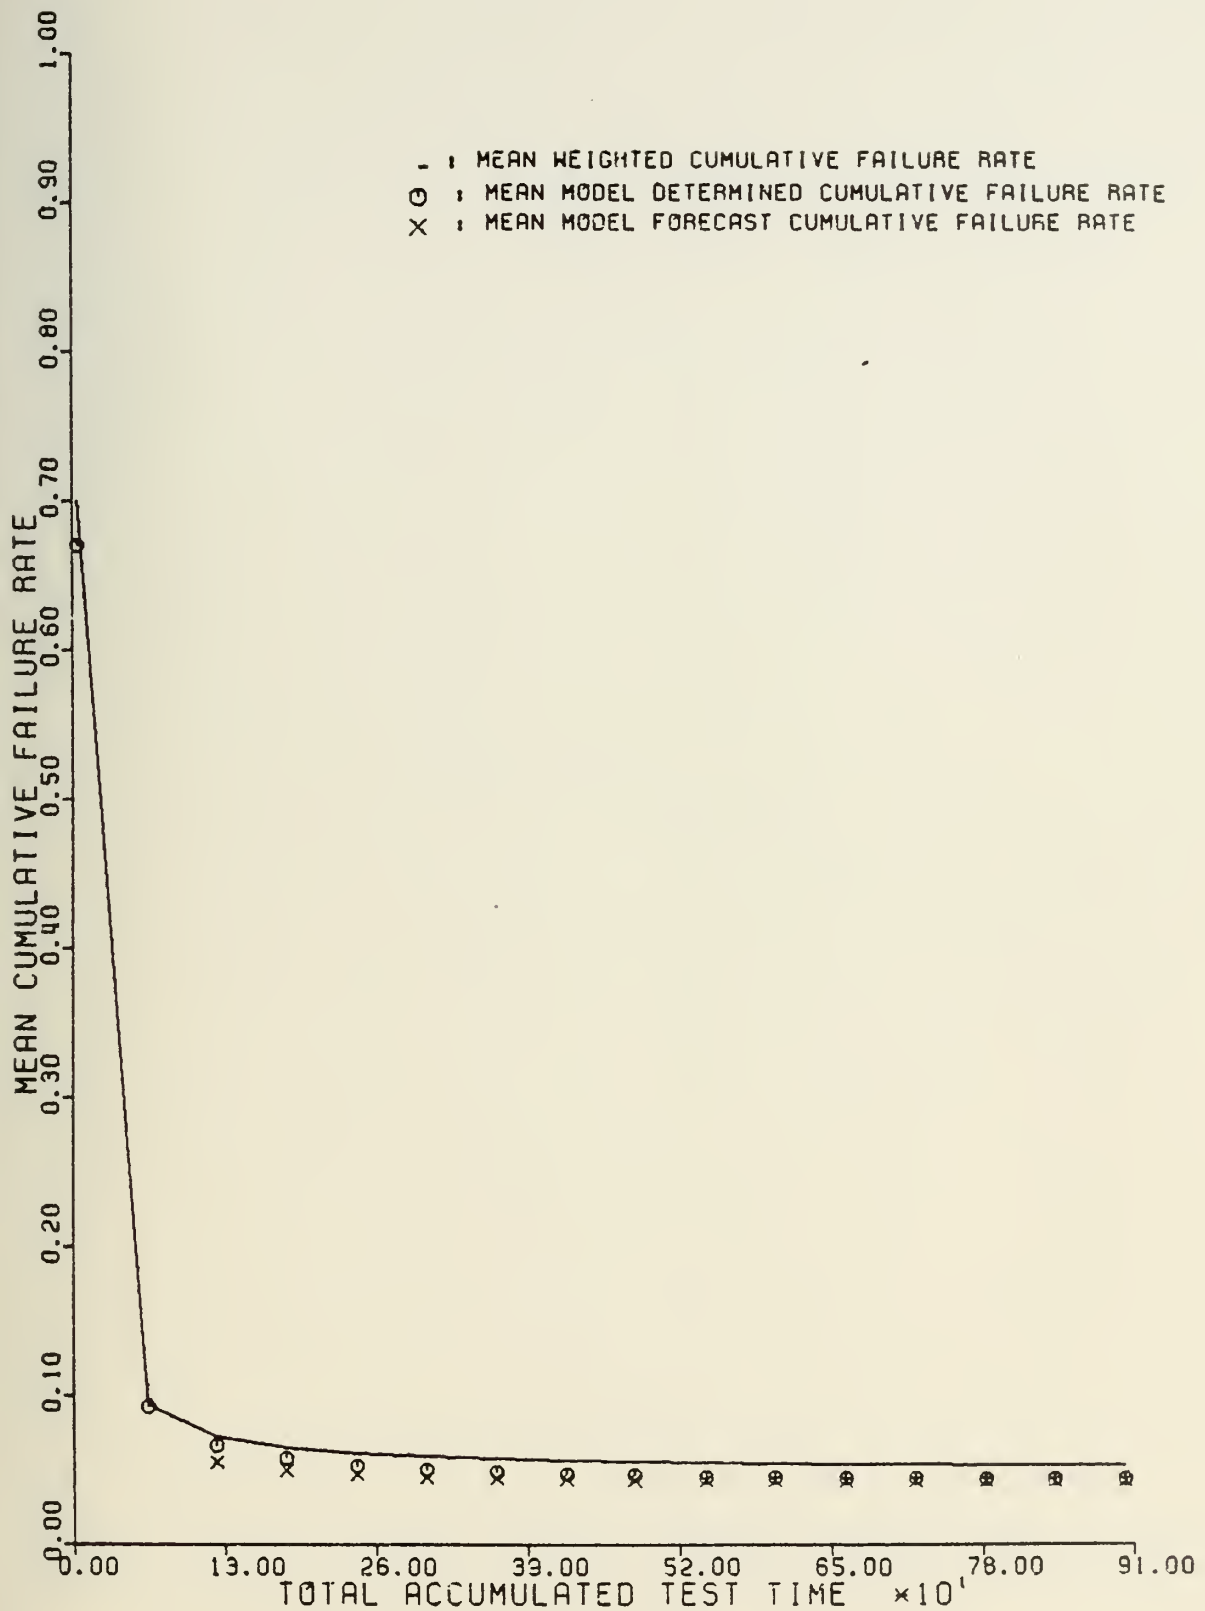 - : MEAN WEIGHTED CUMULATIVE FAILURE RATE
⊙ : MEAN MODEL DETERMINED CUMULATIVE FAILURE RATE
× : MEAN MODEL FORECAST CUMULATIVE FAILURE RATE
MEAN CUMULATIVE FAILURE RATE
1.00
0.90
0.80
0.70
0.60
0.50
0.40
0.30
0.20
0.10
0.00
0.00 13.00 26.00 39.00 52.00 65.00 78.00 91.00
TOTAL ACCUMULATED TEST TIME ×10¹